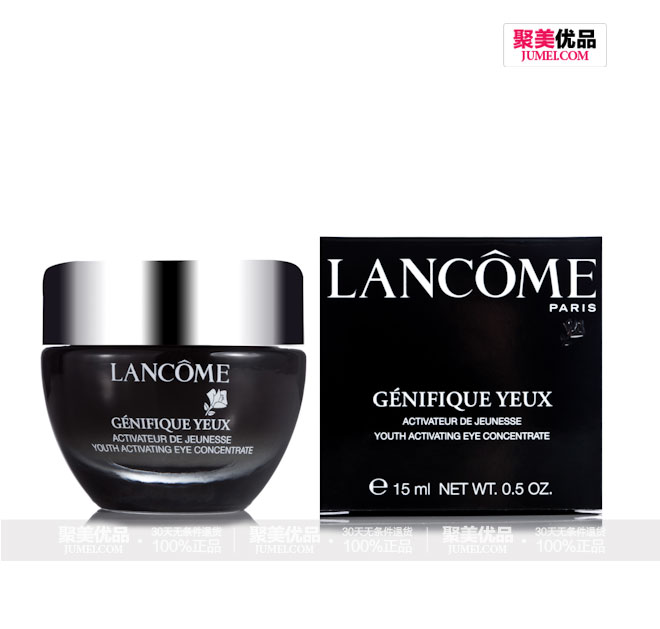 聚美优品
JUMEI.COM
LANCÔME
GÉNIFIQUE YEUX
ACTIVATEUR DE JEUNESSE
YOUTH ACTIVATING EYE CONCENTRATE
LANCÔME
PARIS
GÉNIFIQUE YEUX
ACTIVATEUR DE JEUNESSE
YOUTH ACTIVATING EYE CONCENTRATE
e 15 ml NET WT. 0.5 OZ.
聚美优品 · 30天无条件退货 聚美优品 · 30天无条件退货 聚美优品 · 30天无条件退货
JUMEI.COM 100%正品 JUMEI.COM 100%正品 JUMEI.COM 100%正品